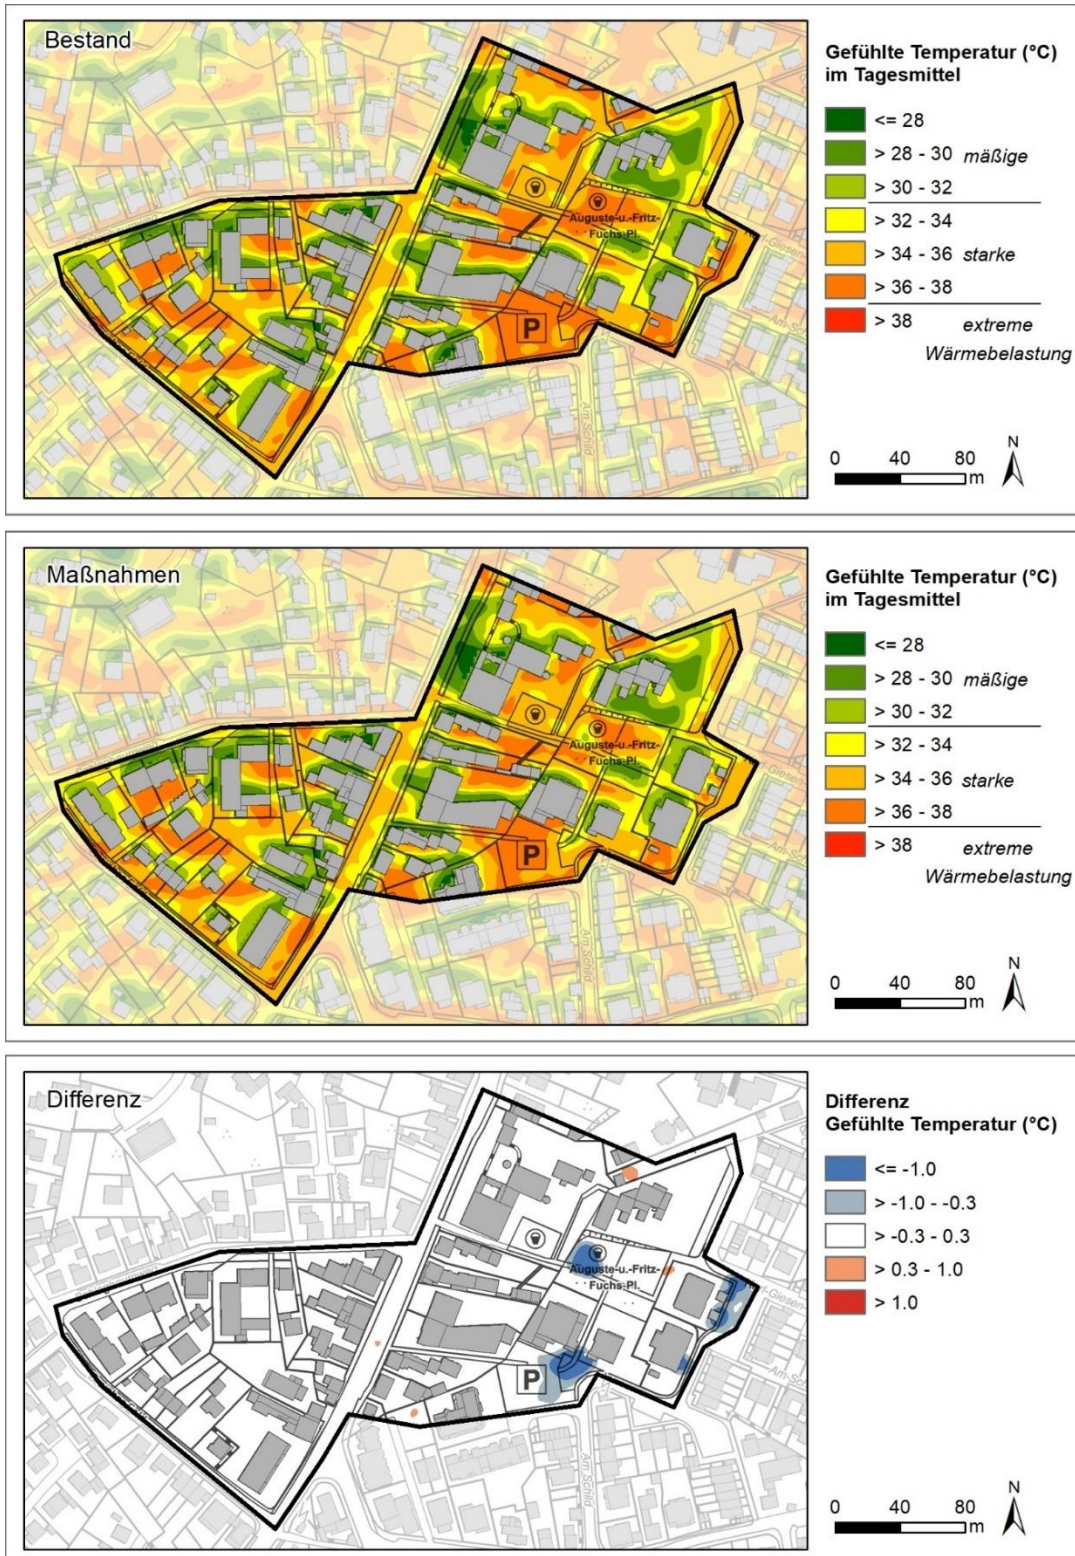 Bestand
Auguste-u.-Fritz-
Fuchs-Pl.
P
Am Schild
Gefühlte Temperatur (°C)
im Tagesmittel
<= 28
> 28 - 30 mäßige
> 30 - 32
> 32 - 34
> 34 - 36 starke
> 36 - 38
> 38 extreme
Wärmebelastung
0 40 80
m
N
Maßnahmen
Auguste-u.-Fritz-
Fuchs-Pl.
P
Am Schild
Gefühlte Temperatur (°C)
im Tagesmittel
<= 28
> 28 - 30 mäßige
> 30 - 32
> 32 - 34
> 34 - 36 starke
> 36 - 38
> 38 extreme
Wärmebelastung
0 40 80
m
N
Differenz
Auguste-u.-Fritz-
Fuchs-Pl.
P
Am Schild
Differenz
Gefühlte Temperatur (°C)
<= -1.0
> -1.0 - -0.3
> -0.3 - 0.3
> 0.3 - 1.0
> 1.0
0 40 80
m
N